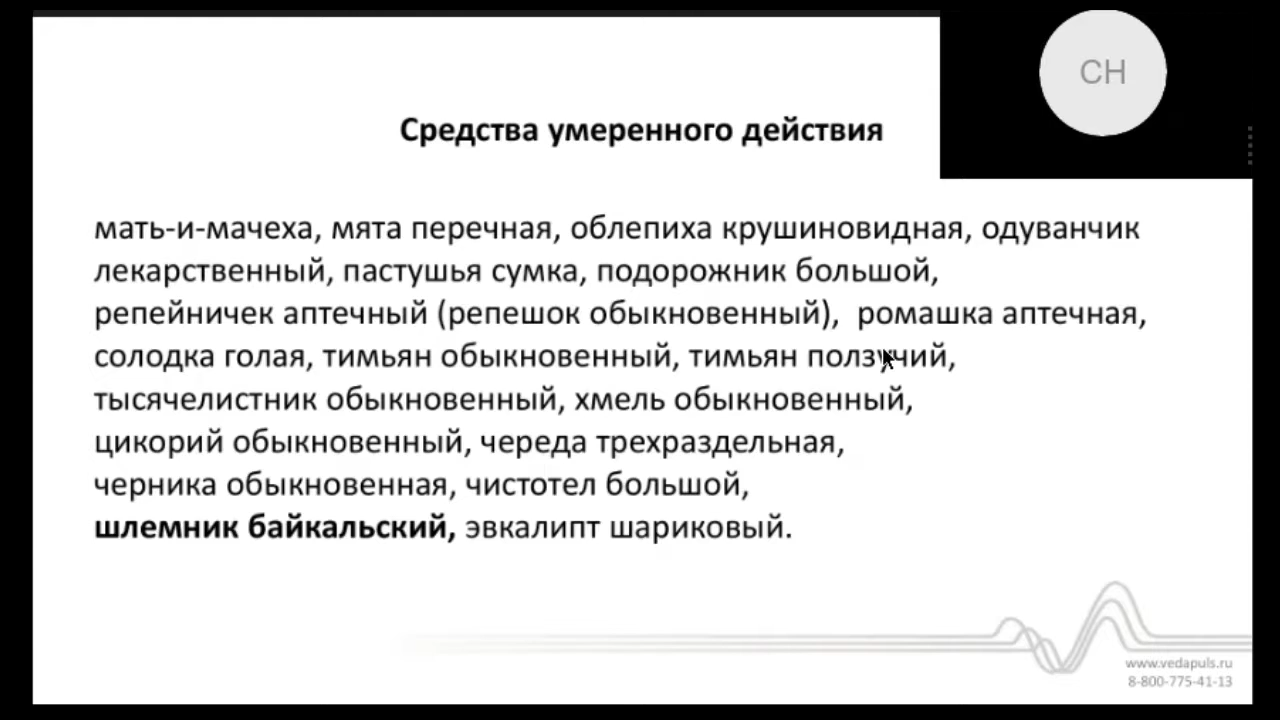 CH
Средства умеренного действия
мать-и-мачеха, мята перечная, облепиха крушиновидная, одуванчик
лекарственный, пастушья сумка, подорожник большой,
репейничек аптечный (репешок обыкновенный), ромашка аптечная,
солодка голая, тимьян обыкновенный, тимьян ползучий,
тысячелистник обыкновенный, хмель обыкновенный,
цикорий обыкновенный, череда трехраздельная,
черника обыкновенная, чистотел большой,
шлемник байкальский, эвкалипт шариковый.
www.vedapuls.ru
8-800-775-41-13